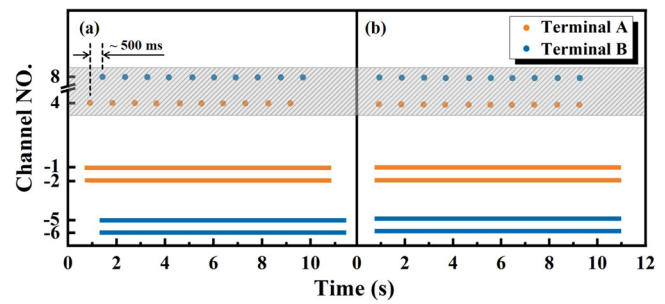 (a)
~ 500 ms
(b)
Terminal A
Terminal B
Channel NO.
8
4
-1
-2
-5
-6
0 2 4 6 8 10 0 2 4 6 8 10 12
Time (s)